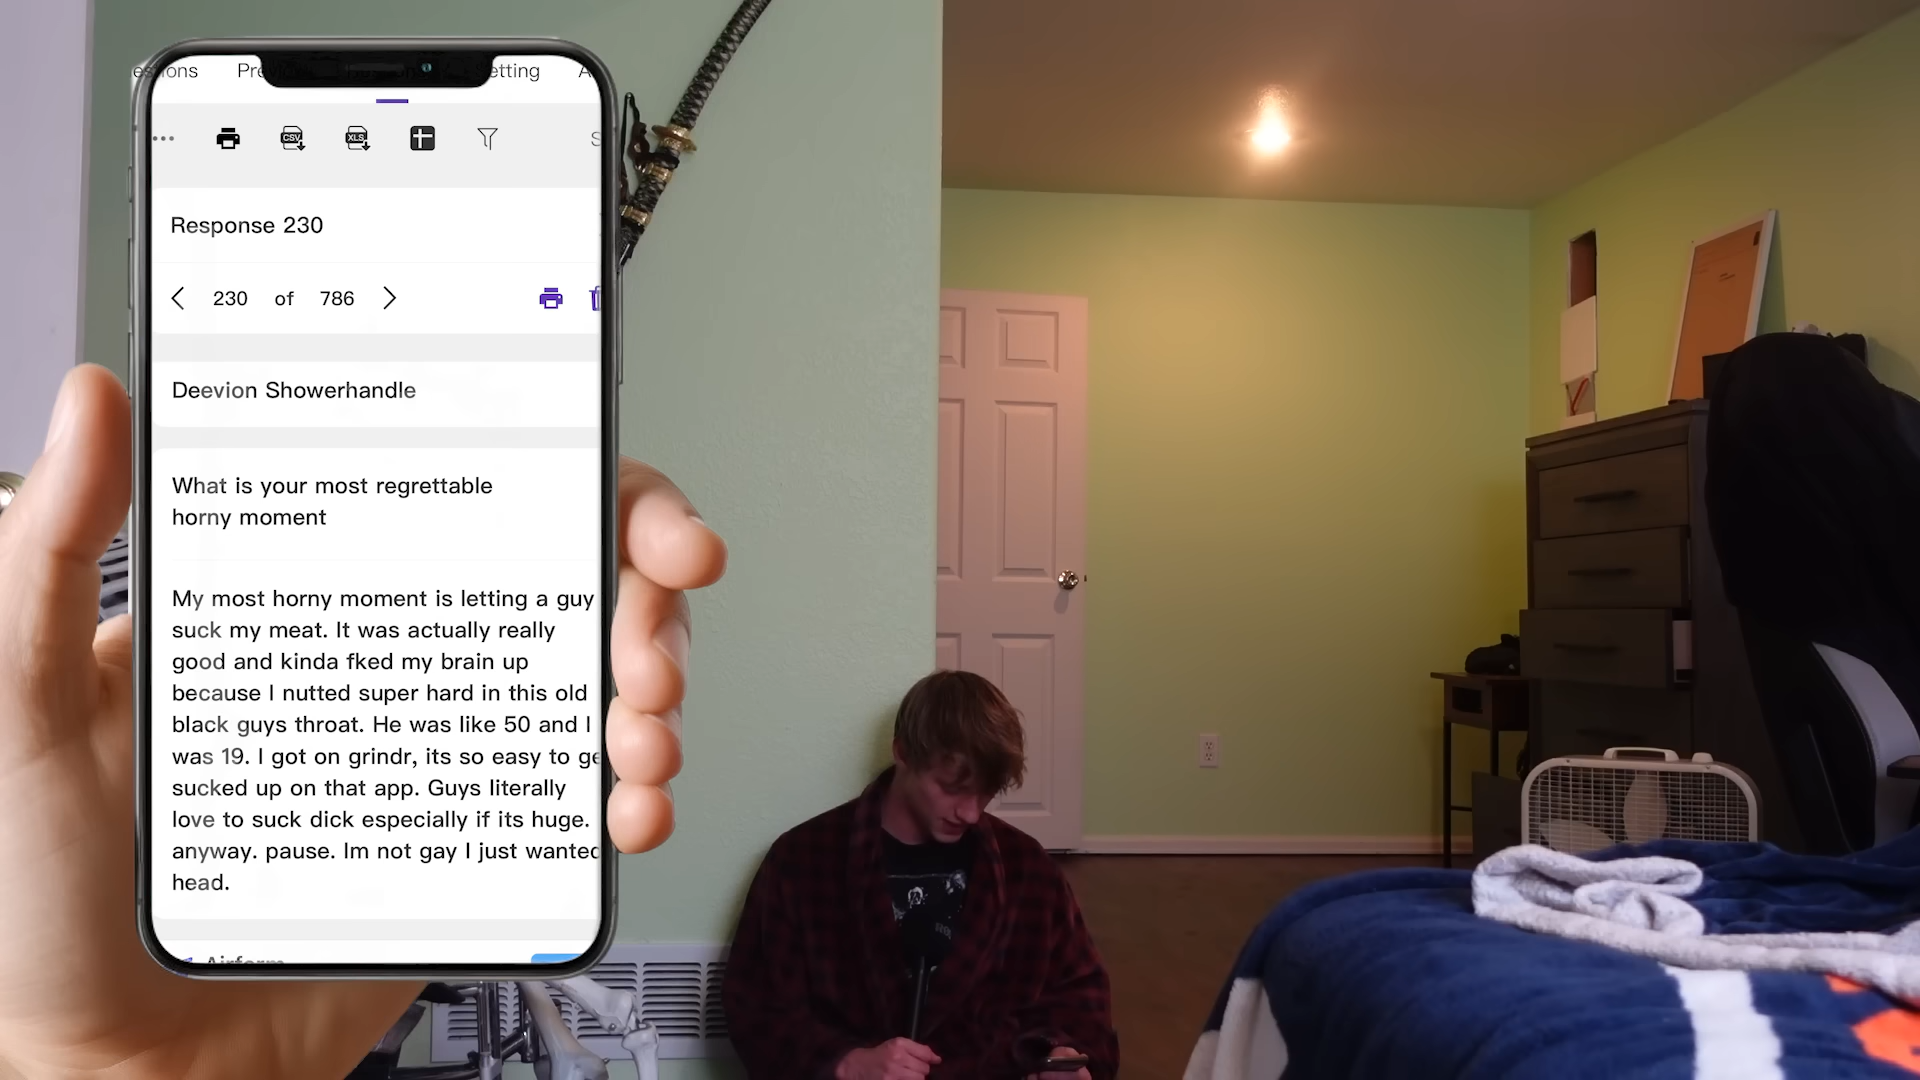 Response 230
230 of 786
Deevion Showerhandle
What is your most regrettable
horny moment
My most horny moment is letting a guy
suck my meat. It was actually really
good and kinda fked my brain up
because I nutted super hard in this old
black guys throat. He was like 50 and I
was 19. I got on grindr, its so easy to ge
sucked up on that app. Guys literally
love to suck dick especially if its huge.
anyway. pause. Im not gay I just wanted
head.